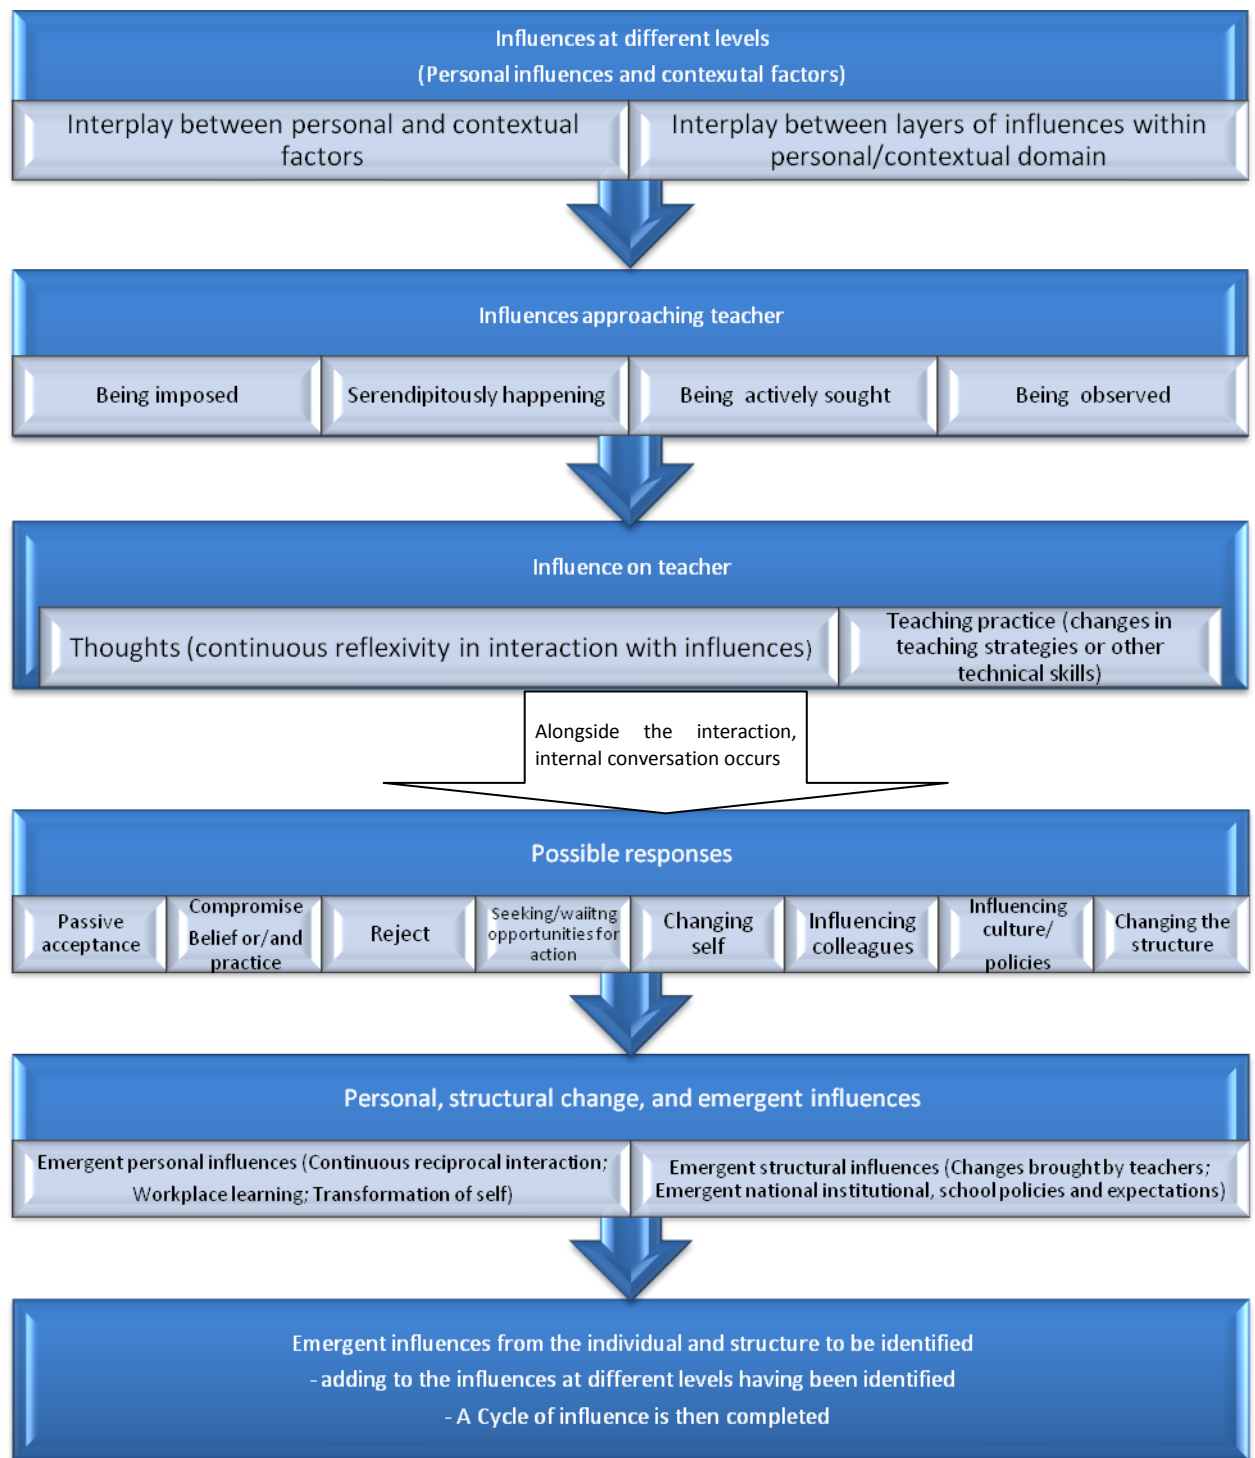 Influences at different levels
(Personal influences and contexutal factors)
Interplay between personal and contextual
factors
Interplay between layers of influences within
personal/contextual domain
Influences approaching teacher
Being imposed
Serendipitously happening
Being actively sought
Being observed
Influence on teacher
Thoughts (continuous reflexivity in interaction with influences)
Teaching practice (changes in
teaching strategies or other
technical skills)
Alongside the interaction,
internal conversation occurs
Possible responses
Passive
acceptance
Compromise
Belief or/and
practice
Reject
Seeking/waiitng
opportunities for
action
Changing
self
Influencing
colleagues
Influencing
culture/
policies
Changing the
structure
Personal, structural change, and emergent influences
Emergent personal influences (Continuous reciprocal interaction;
Workplace learning; Transformation of self)
Emergent structural influences (Changes brought by teachers;
Emergent national institutional, school policies and expectations)
Emergent influences from the individual and structure to be identified
- adding to the influences at different levels having been identified
- A Cycle of influence is then completed